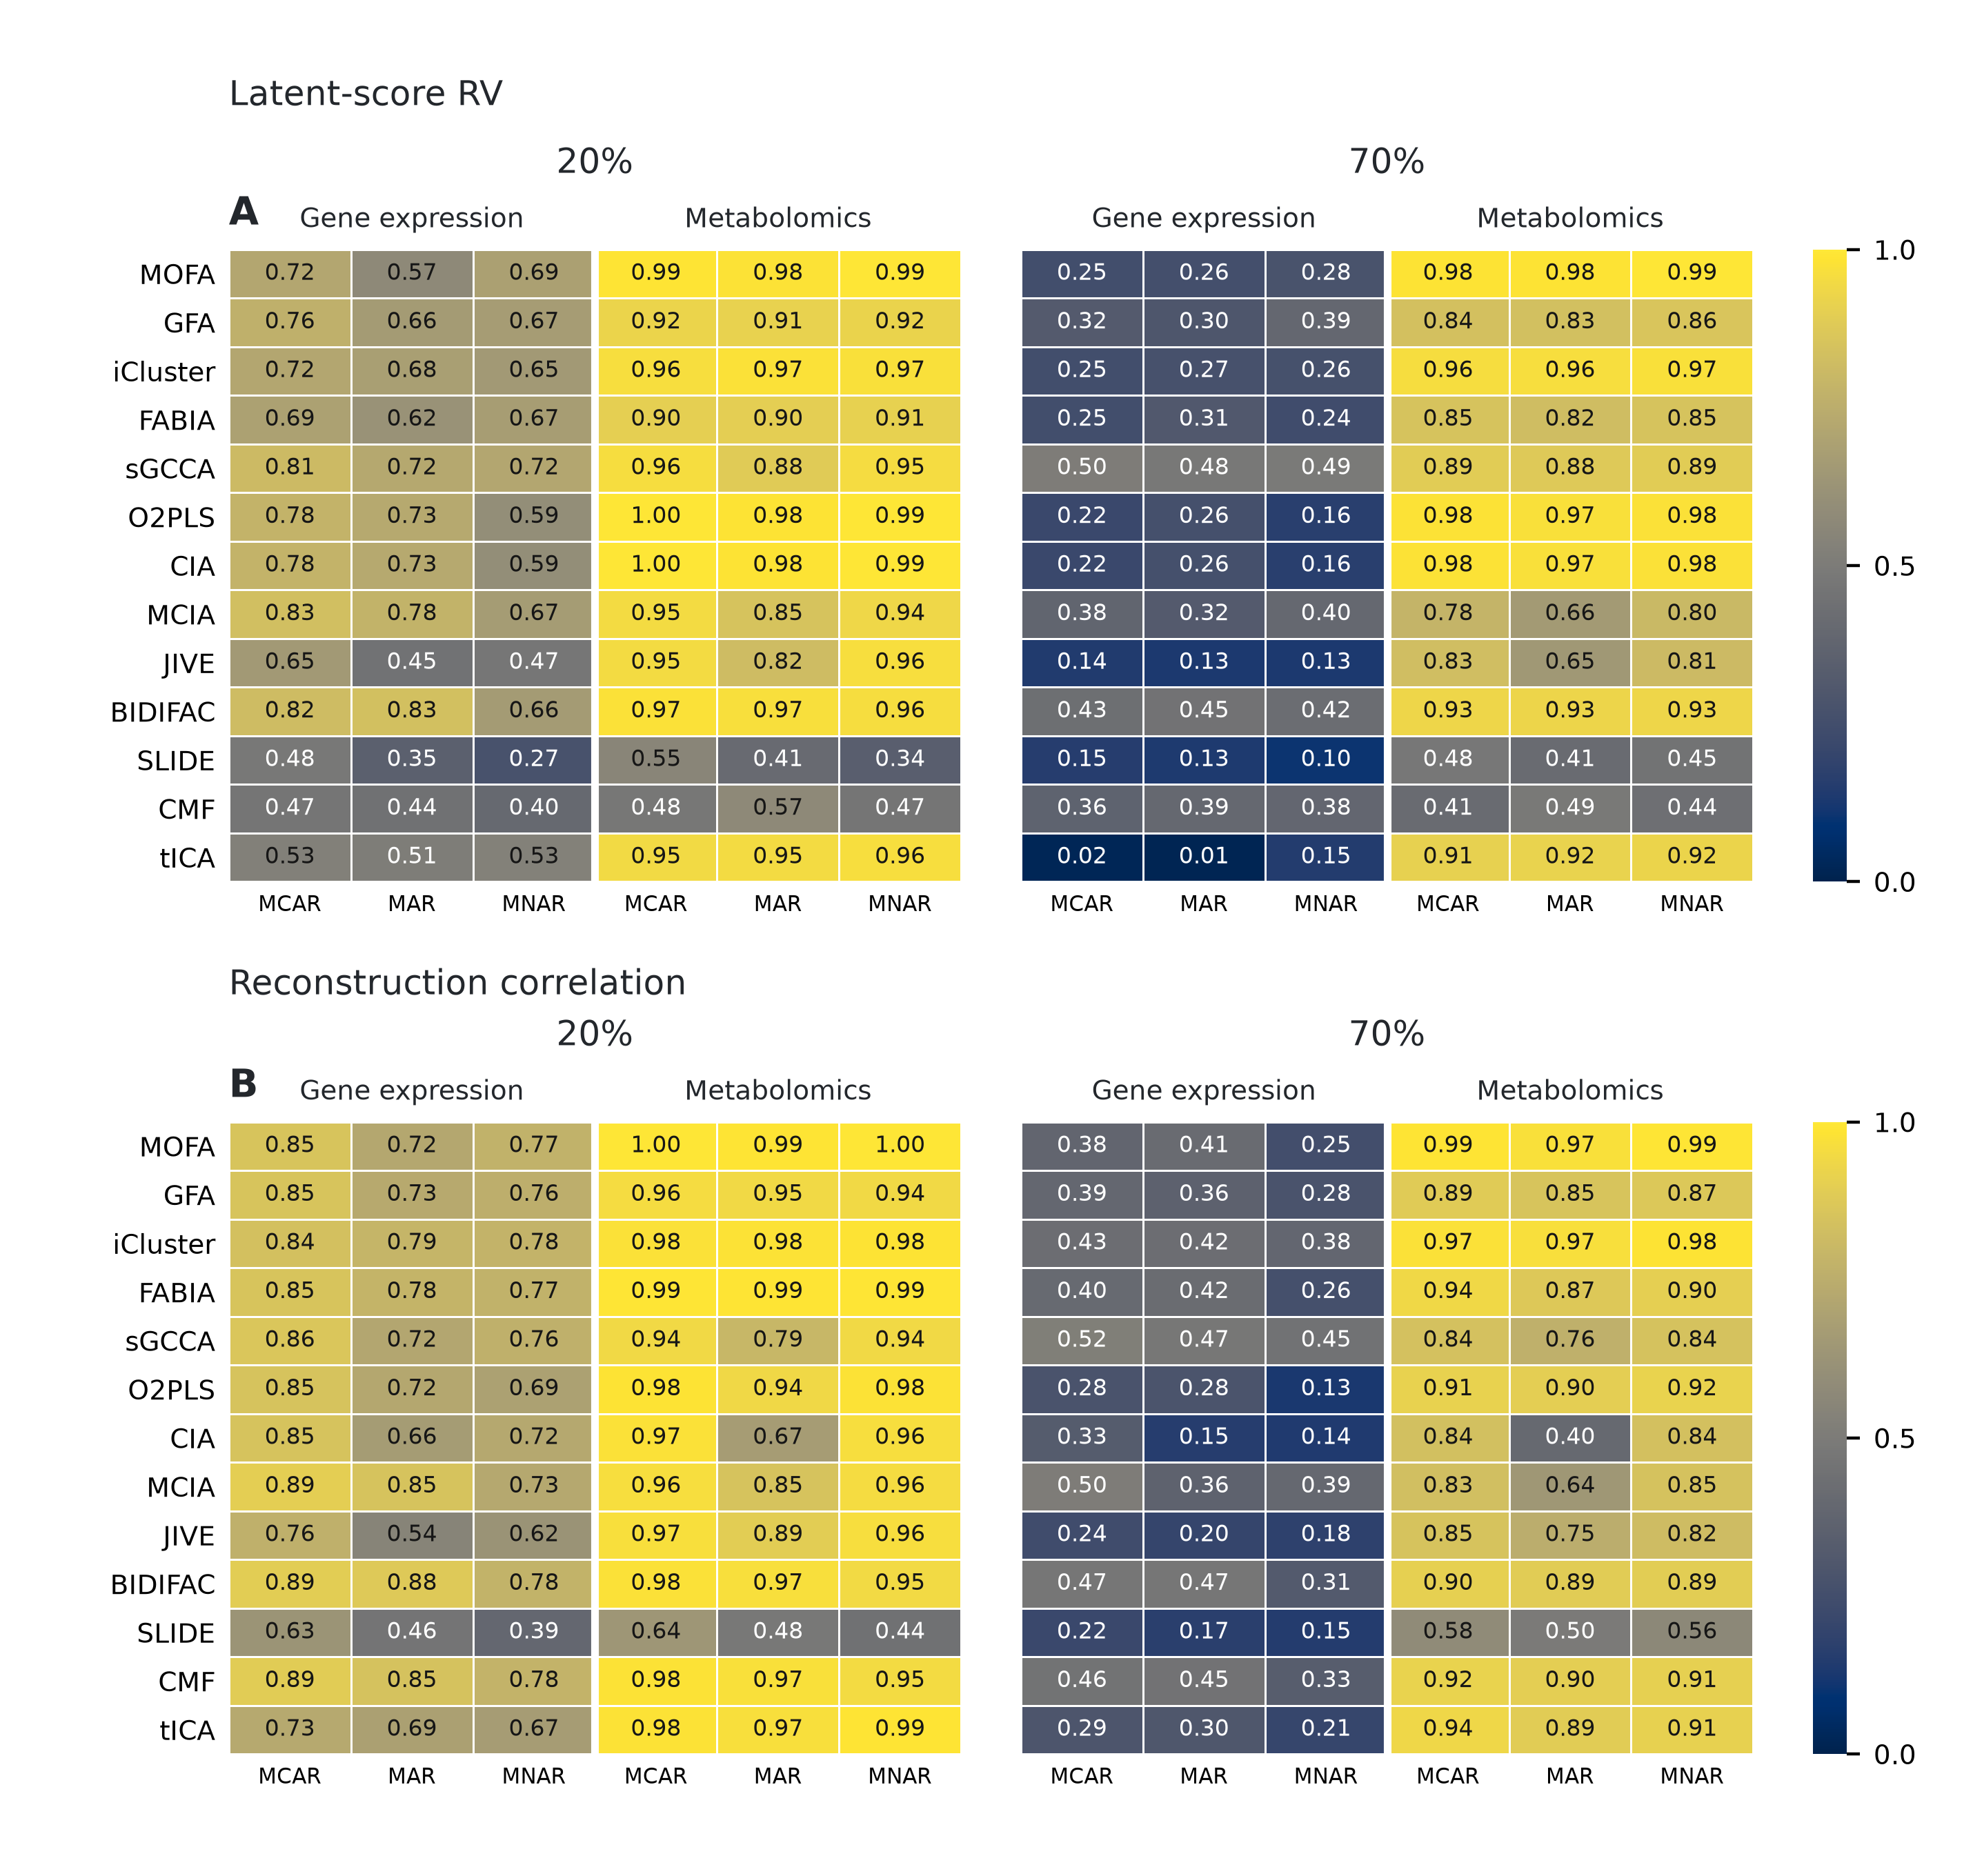 Latent-score RV
20% 70%
A Gene expression Metabolomics Gene expression Metabolomics
MOFA 0.72 0.57 0.69 0.99 0.98 0.99 0.25 0.26 0.28 0.98 0.98 0.99 1.0
GFA 0.76 0.66 0.67 0.92 0.91 0.92 0.32 0.30 0.39 0.84 0.83 0.86
iCluster 0.72 0.68 0.65 0.96 0.97 0.97 0.25 0.27 0.26 0.96 0.96 0.97
FABIA 0.69 0.62 0.67 0.90 0.90 0.91 0.25 0.31 0.24 0.85 0.82 0.85
sGCCA 0.81 0.72 0.72 0.96 0.88 0.95 0.50 0.48 0.49 0.89 0.88 0.89
O2PLS 0.78 0.73 0.59 1.00 0.98 0.99 0.22 0.26 0.16 0.98 0.97 0.98
CIA 0.78 0.73 0.59 1.00 0.98 0.99 0.22 0.26 0.16 0.98 0.97 0.98 0.5
MCIA 0.83 0.78 0.67 0.95 0.85 0.94 0.38 0.32 0.40 0.78 0.66 0.80
JIVE 0.65 0.45 0.47 0.95 0.82 0.96 0.14 0.13 0.13 0.83 0.65 0.81
BIDIFAC 0.82 0.83 0.66 0.97 0.97 0.96 0.43 0.45 0.42 0.93 0.93 0.93
SLIDE 0.48 0.35 0.27 0.55 0.41 0.34 0.15 0.13 0.10 0.48 0.41 0.45
CMF 0.47 0.44 0.40 0.48 0.57 0.47 0.36 0.39 0.38 0.41 0.49 0.44
tICA 0.53 0.51 0.53 0.95 0.95 0.96 0.02 0.01 0.15 0.91 0.92 0.92 0.0
MCAR MAR MNAR MCAR MAR MNAR MCAR MAR MNAR MCAR MAR MNAR
Reconstruction correlation
20% 70%
B Gene expression Metabolomics Gene expression Metabolomics
MOFA 0.85 0.72 0.77 1.00 0.99 1.00 0.38 0.41 0.25 0.99 0.97 0.99 1.0
GFA 0.85 0.73 0.76 0.96 0.95 0.94 0.39 0.36 0.28 0.89 0.85 0.87
iCluster 0.84 0.79 0.78 0.98 0.98 0.98 0.43 0.42 0.38 0.97 0.97 0.98
FABIA 0.85 0.78 0.77 0.99 0.99 0.99 0.40 0.42 0.26 0.94 0.87 0.90
sGCCA 0.86 0.72 0.76 0.94 0.79 0.94 0.52 0.47 0.45 0.84 0.76 0.84
O2PLS 0.85 0.72 0.69 0.98 0.94 0.98 0.28 0.28 0.13 0.91 0.90 0.92
CIA 0.85 0.66 0.72 0.97 0.67 0.96 0.33 0.15 0.14 0.84 0.40 0.84 0.5
MCIA 0.89 0.85 0.73 0.96 0.85 0.96 0.50 0.36 0.39 0.83 0.64 0.85
JIVE 0.76 0.54 0.62 0.97 0.89 0.96 0.24 0.20 0.18 0.85 0.75 0.82
BIDIFAC 0.89 0.88 0.78 0.98 0.97 0.95 0.47 0.47 0.31 0.90 0.89 0.89
SLIDE 0.63 0.46 0.39 0.64 0.48 0.44 0.22 0.17 0.15 0.58 0.50 0.56
CMF 0.89 0.85 0.78 0.98 0.97 0.95 0.46 0.45 0.33 0.92 0.90 0.91
tICA 0.73 0.69 0.67 0.98 0.97 0.99 0.29 0.30 0.21 0.94 0.89 0.91 0.0
MCAR MAR MNAR MCAR MAR MNAR MCAR MAR MNAR MCAR MAR MNAR